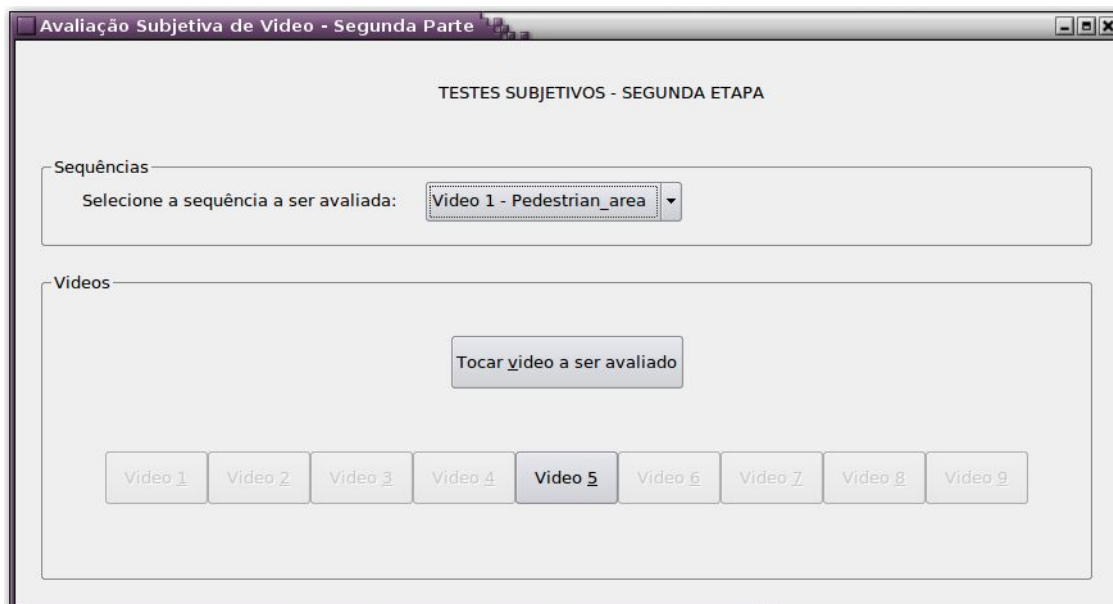 Avaliação Subjetiva de Video - Segunda Parte
TESTES SUBJETIVOS - SEGUNDA ETAPA
Sequências
Selecione a sequência a ser avaliada: Video 1 - Pedestrian_area
Videos
Tocar video a ser avaliado
Video 1 Video 2 Video 3 Video 4 Video 5 Video 6 Video 7 Video 8 Video 9